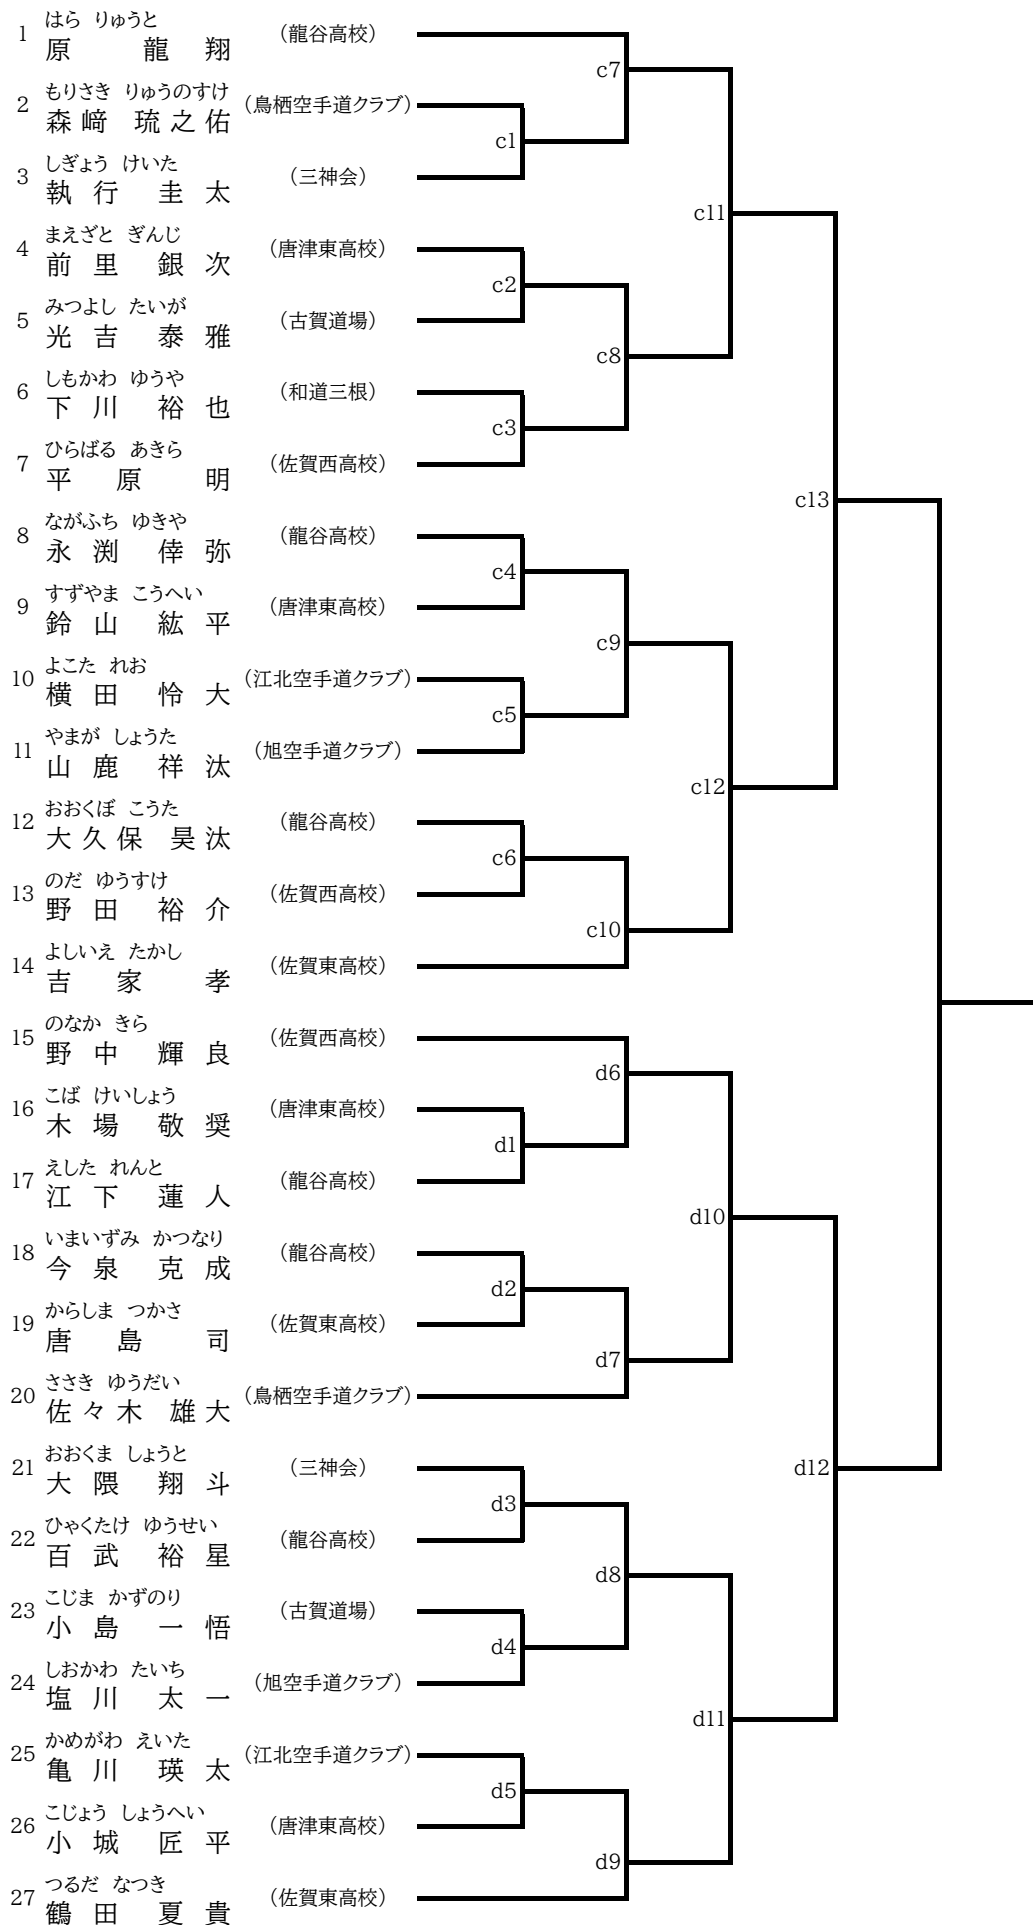 はら りゅうと
1 原 龍 翔 (龍谷高校)
c7
もりさき りゅうのすけ
2 森﨑 琉之佑 (鳥栖空手道クラブ)
c1
しぎょう けいた
3 執行 圭太 (三神会)
c11
まえざと ぎんじ
4 前里 銀次 (唐津東高校)
c2
みつよし たいが
5 光吉 泰雅 (古賀道場)
c8
しもかわ ゆうや
6 下川 裕也 (和道三根)
c3
ひらばる あきら
7 平原 明 (佐賀西高校)
c13
ながふち ゆきや
8 永渕 倖弥 (龍谷高校)
c4
すずやま こうへい
9 鈴山 紘平 (唐津東高校)
c9
よこた れお
10 横田 怜大 (江北空手道クラブ)
c5
やまが しょうた
11 山鹿 祥汰 (旭空手道クラブ)
c12
おおくぼ こうた
12 大久保 昊汰 (龍谷高校)
c6
のだ ゆうすけ
13 野田 裕介 (佐賀西高校)
c10
よしいえ たかし
14 吉家 孝 (佐賀東高校)
のなか きら
15 野中 輝良 (佐賀西高校)
d6
こば けいしょう
16 木場 敬奨 (唐津東高校)
d1
えした れんと
17 江下 蓮人 (龍谷高校)
d10
いまいずみ かつなり
18 今泉 克成 (龍谷高校)
d2
からしま つかさ
19 唐島 司 (佐賀東高校)
d7
ささき ゆうだい
20 佐々木 雄大 (鳥栖空手道クラブ)
おおくま しょうと
21 大隈 翔斗 (三神会)
d12
d3
ひゃくたけ ゆうせい
22 百武 裕星 (龍谷高校)
d8
こじま かずのり
23 小島 一悟 (古賀道場)
d4
しおかわ たいち
24 塩川 太一 (旭空手道クラブ)
d11
かめがわ えいた
25 亀川 瑛太 (江北空手道クラブ)
d5
こじょう しょうへい
26 小城 匠平 (唐津東高校)
d9
つるだ なつき
27 鶴田 夏貴 (佐賀東高校)